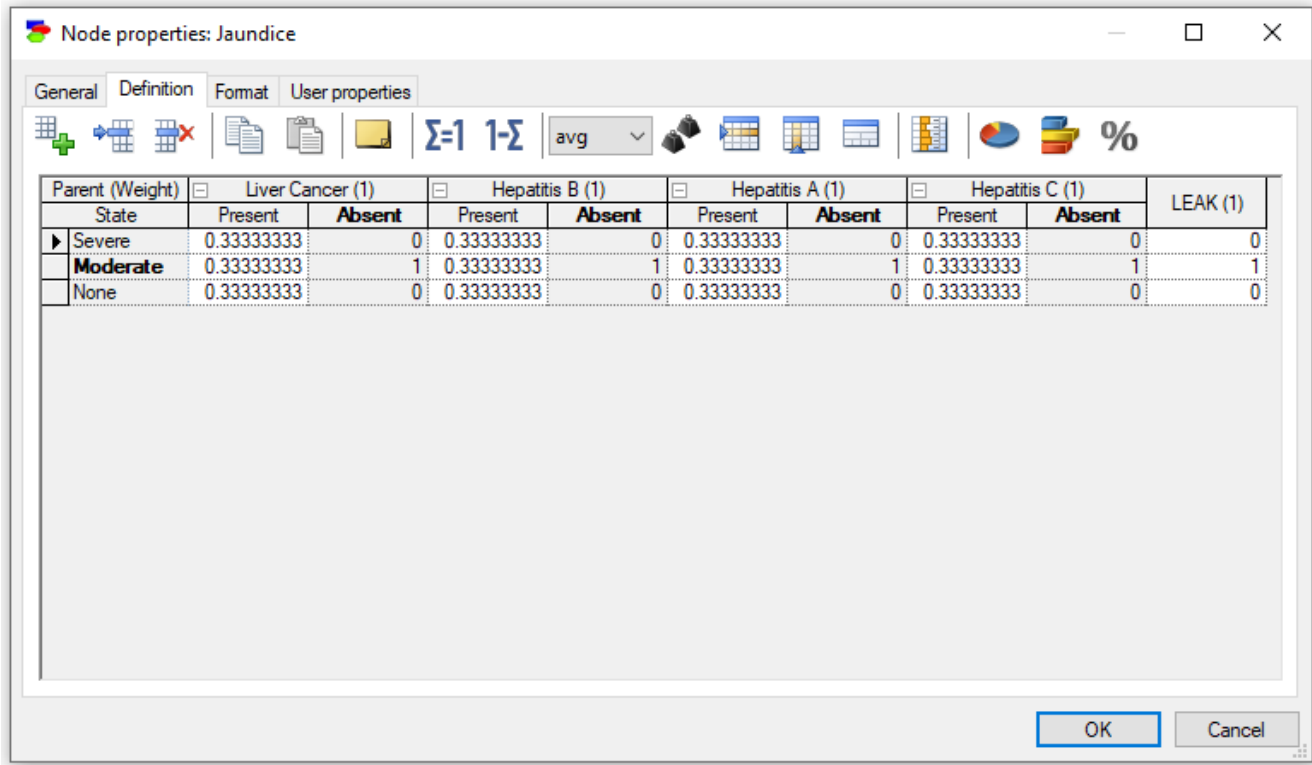 Node properties: Jaundice
General Definition Format User properties
Σ=1 1-Σ avg %
Parent (Weight) Liver Cancer (1) Hepatitis B (1) Hepatitis A (1) Hepatitis C (1) LEAK (1)
State Present Absent Present Absent Present Absent Present Absent
Severe 0.33333333 0 0.33333333 0 0.33333333 0 0.33333333 0 0
Moderate 0.33333333 1 0.33333333 1 0.33333333 1 0.33333333 1 1
None 0.33333333 0 0.33333333 0 0.33333333 0 0.33333333 0 0
OK Cancel